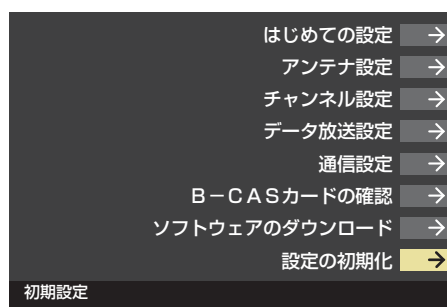 はじめての設定
アンテナ設定
チャンネル設定
データ放送設定
通信設定
Ｂ－ＣＡＳカードの確認
ソフトウェアのダウンロード
設定の初期化
初期設定